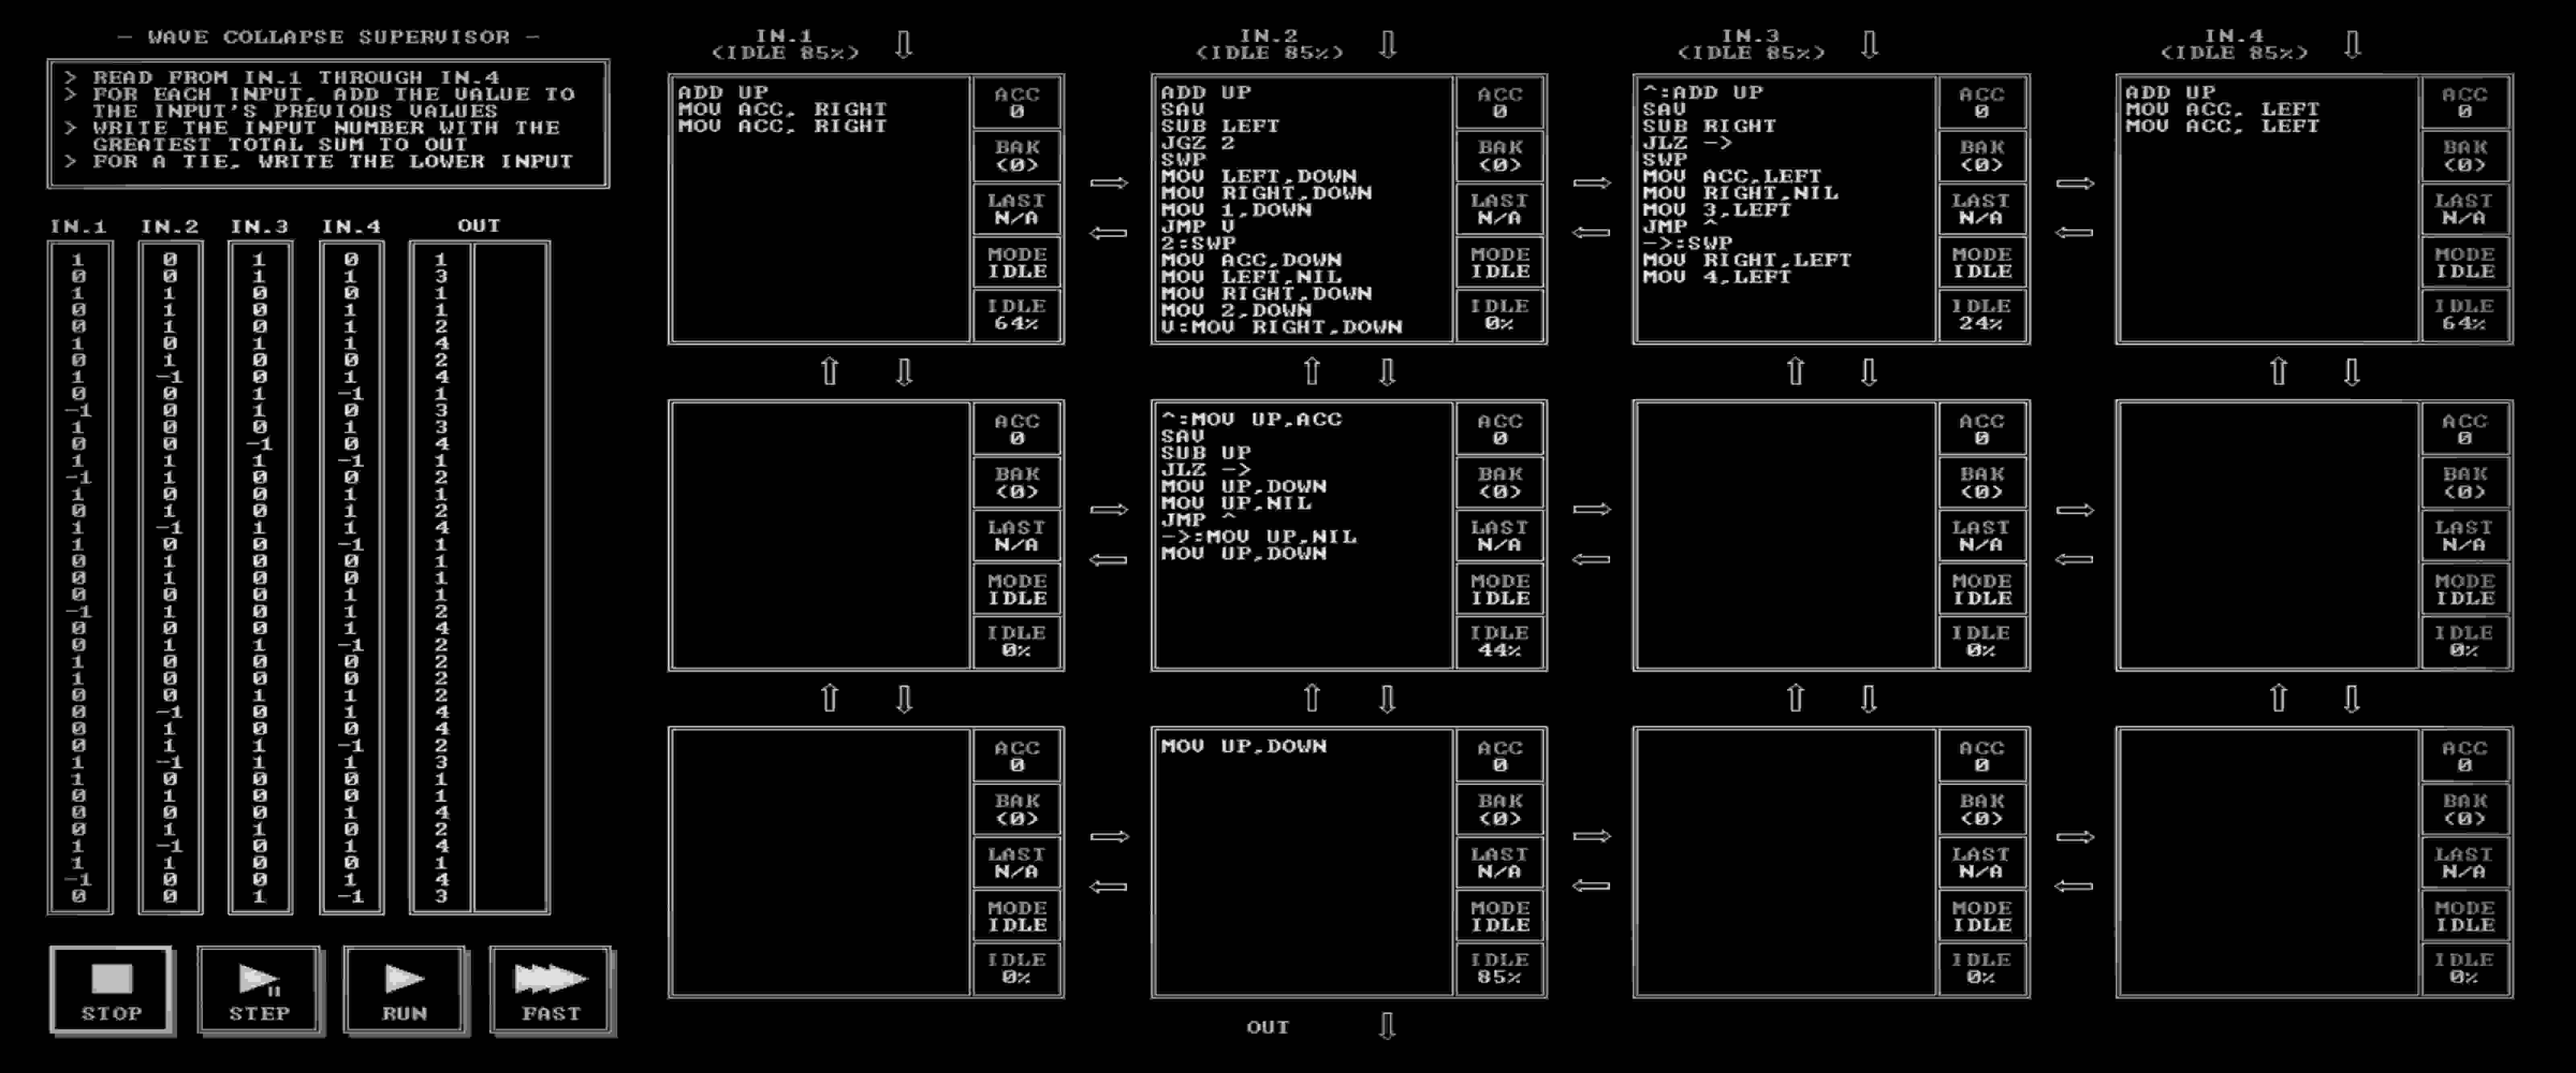 - WAVE COLLAPSE SUPERVISOR -
> READ FROM IN.1 THROUGH IN.4
> FOR EACH INPUT, ADD THE VALUE TO
THE INPUT'S PREVIOUS VALUES
> WRITE THE INPUT NUMBER WITH THE
GREATEST TOTAL SUM TO OUT
> FOR A TIE, WRITE THE LOWER INPUT
IN.1 IN.2 IN.3 IN.4 OUT
1 0 1 0 1
0 0 1 1 3
1 1 0 0 1
0 1 0 1 1
0 1 0 1 2
1 0 1 1 4
0 1 0 0 2
1 -1 0 1 4
0 0 1 -1 1
-1 0 1 0 3
1 0 0 1 3
0 0 -1 0 4
1 1 1 -1 1
-1 1 0 0 2
1 0 0 1 1
0 1 0 1 2
1 -1 1 1 4
1 0 0 -1 1
0 1 0 0 1
0 1 0 0 1
0 0 0 1 1
-1 1 0 1 2
0 0 0 1 4
0 1 1 -1 2
1 0 0 0 2
1 0 0 0 2
0 0 1 1 2
0 -1 0 1 4
0 1 0 0 4
0 1 1 -1 2
1 -1 1 1 3
1 0 0 0 1
0 1 0 0 1
0 0 0 1 4
0 1 1 0 2
1 -1 0 1 4
1 1 0 0 1
-1 0 0 1 4
0 0 1 -1 3
STOP
STEP
RUN
FAST
IN.1
(IDLE 85%)
IN.2
(IDLE 85%)
IN.3
(IDLE 85%)
IN.4
(IDLE 85%)
ADD UP
MOV ACC, RIGHT
MOV ACC, RIGHT
ACC
0
BAK
(0)
LAST
N/A
MODE
IDLE
IDLE
64%
ADD UP
SAV
SUB LEFT
JGZ 2
SWP
MOV LEFT,DOWN
MOV RIGHT,DOWN
MOV 1,DOWN
JMP V
2:SWP
MOV ACC,DOWN
MOV LEFT,NIL
MOV RIGHT,DOWN
MOV 2,DOWN
V:MOV RIGHT,DOWN
ACC
0
BAK
(0)
LAST
N/A
MODE
IDLE
IDLE
0%
^:ADD UP
SAV
SUB RIGHT
JLZ ->
SWP
MOV ACC,LEFT
MOV RIGHT,NIL
MOV 3,LEFT
JMP ^
->:SWP
MOV RIGHT,LEFT
MOV 4,LEFT
ACC
0
BAK
(0)
LAST
N/A
MODE
IDLE
IDLE
24%
ADD UP
MOV ACC, LEFT
MOV ACC, LEFT
ACC
0
BAK
(0)
LAST
N/A
MODE
IDLE
IDLE
64%
ACC
0
BAK
(0)
LAST
N/A
MODE
IDLE
IDLE
0%
^:MOV UP,ACC
SAV
SUB UP
JLZ ->
MOV UP,DOWN
MOV UP,NIL
JMP ^
->:MOV UP,NIL
MOV UP,DOWN
ACC
0
BAK
(0)
LAST
N/A
MODE
IDLE
IDLE
44%
ACC
0
BAK
(0)
LAST
N/A
MODE
IDLE
IDLE
0%
ACC
0
BAK
(0)
LAST
N/A
MODE
IDLE
IDLE
0%
ACC
0
BAK
(0)
LAST
N/A
MODE
IDLE
IDLE
0%
MOV UP,DOWN
ACC
0
BAK
(0)
LAST
N/A
MODE
IDLE
IDLE
85%
ACC
0
BAK
(0)
LAST
N/A
MODE
IDLE
IDLE
0%
ACC
0
BAK
(0)
LAST
N/A
MODE
IDLE
IDLE
0%
OUT